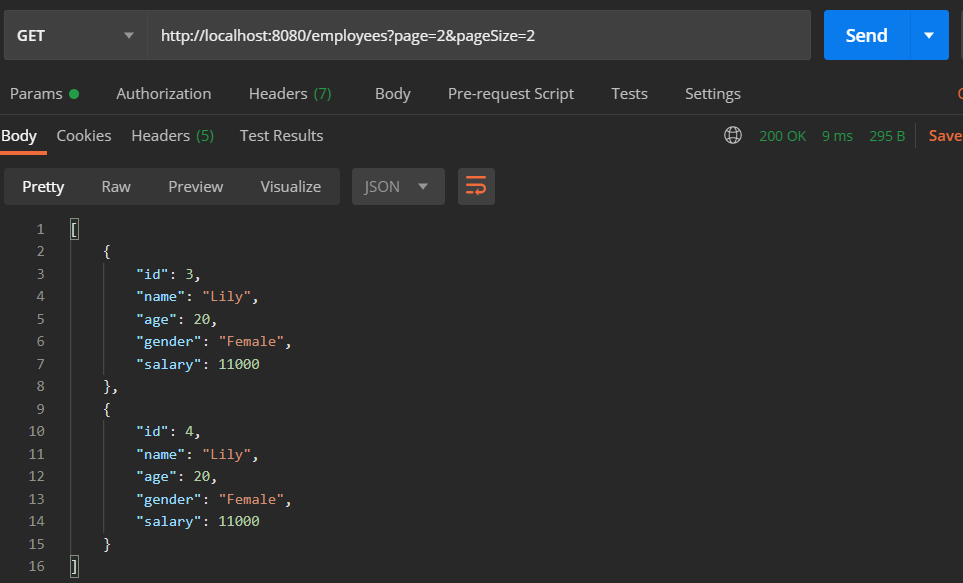 GET http://localhost:8080/employees?page=2&pageSize=2 Send
Params Authorization Headers (7) Body Pre-request Script Tests Settings
Body Cookies Headers (5) Test Results 200 OK 9 ms 295 B Save
Pretty Raw Preview Visualize JSON
1 [
2 {
3 "id": 3,
4 "name": "Lily",
5 "age": 20,
6 "gender": "Female",
7 "salary": 11000
8 },
9 {
10 "id": 4,
11 "name": "Lily",
12 "age": 20,
13 "gender": "Female",
14 "salary": 11000
15 }
16 ]